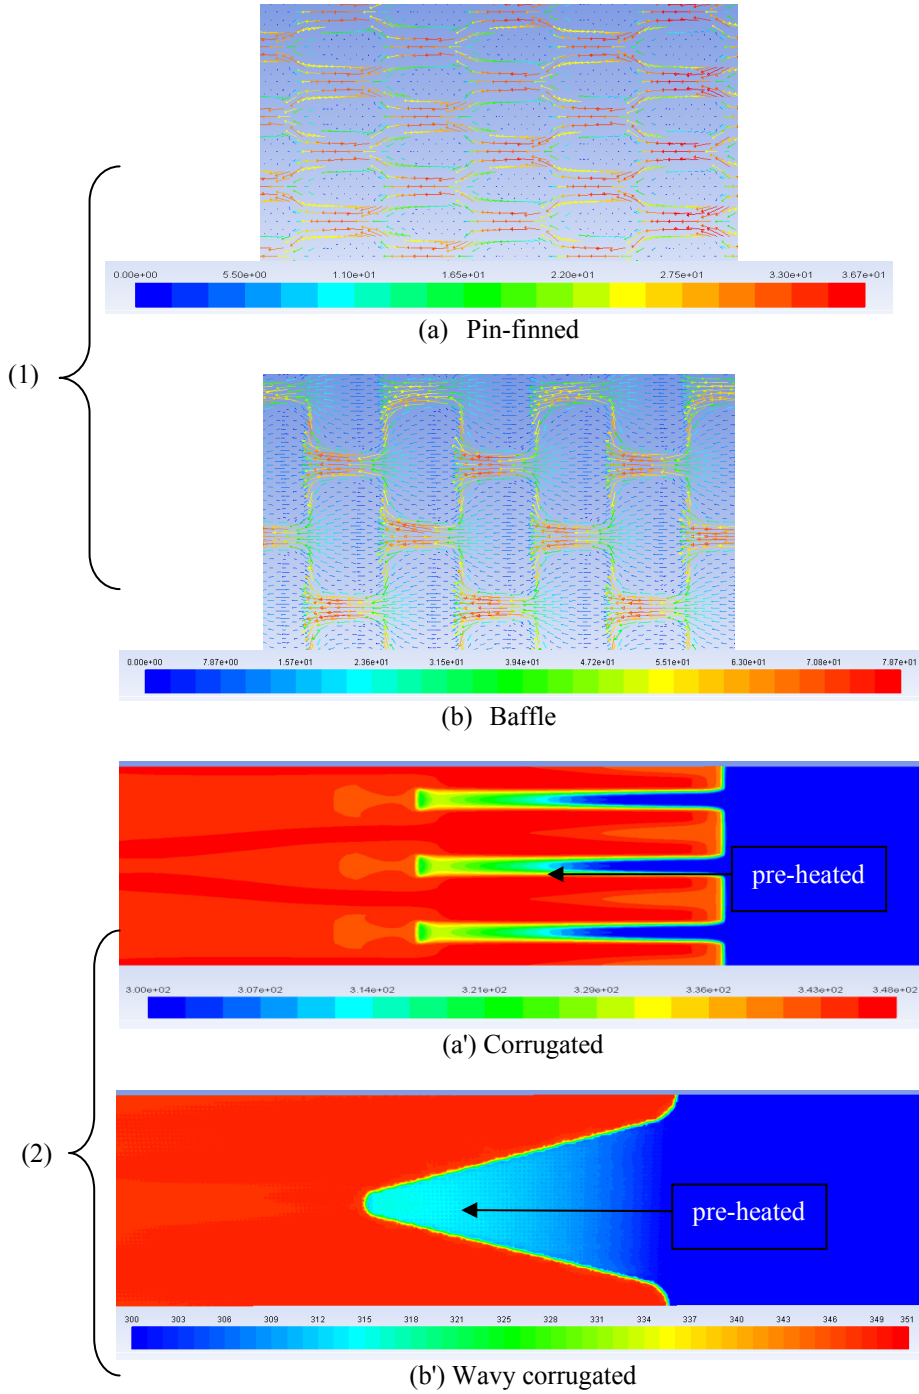 0.00e+00 5.50e+00 1.10e+01 1.65e+01 2.20e+01 2.75e+01 3.30e+01 3.67e+01
(a) Pin-finned
(1)
0.00e+00 7.87e+00 1.57e+01 2.36e+01 3.15e+01 3.94e+01 4.72e+01 5.51e+01 6.30e+01 7.08e+01 7.87e+01
(b) Baffle
pre-heated
3.00e+02 3.07e+02 3.14e+02 3.21e+02 3.29e+02 3.36e+02 3.43e+02 3.48e+02
(a') Corrugated
(2)
pre-heated
300 303 306 309 312 315 318 321 324 327 330 334 337 340 343 346 349 351
(b') Wavy corrugated